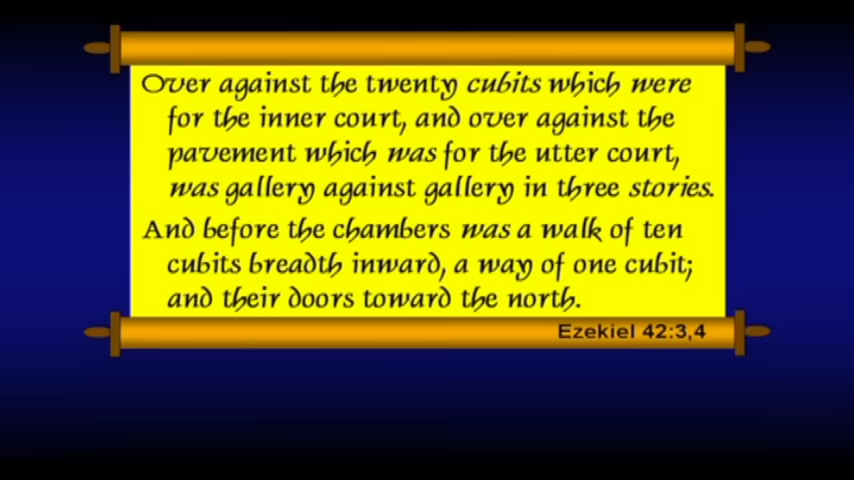 Over against the twenty cubits which were
for the inner court, and over against the
pavement which was for the utter court,
was gallery against gallery in three stories.
And before the chambers was a walk of ten
cubits breadth inward, a way of one cubit;
and their doors toward the north.
Ezekiel 42:3,4